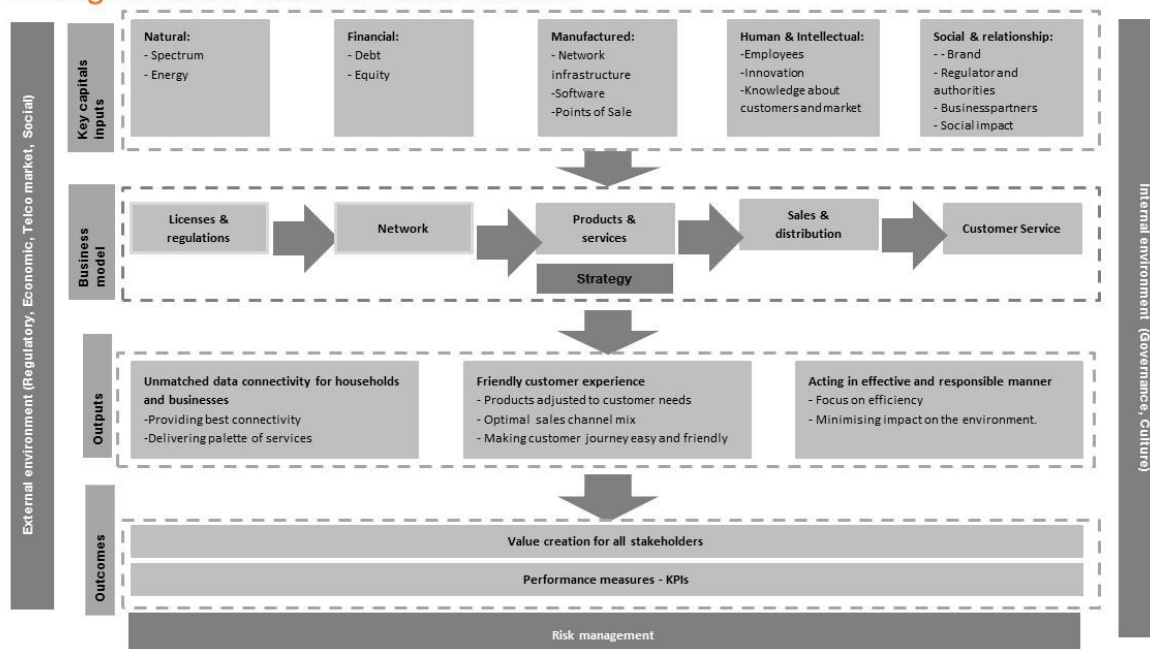 External environment (Regulatory, Economic, Telco market, Social)
Key capitals
inputs
Natural:
- Spectrum
- Energy
Financial:
- Debt
- Equity
Manufactured:
- Network
infrastructure
-Software
-Points of Sale
Human & Intellectual:
-Employees
-Innovation
-Knowledge about
customers and market
Social & relationship:
- - Brand
- Regulator and
authorities
- Businesspartners
- Social impact
Business
model
Licenses &
regulations
Network
Products &
services
Sales &
distribution
Customer Service
Strategy
Outputs
Unmatched data connectivity for households
and businesses
-Providing best connectivity
-Delivering palette of services
Friendly customer experience
- Products adjusted to customer needs
- Optimal sales channel mix
- Making customer journey easy and friendly
Acting in effective and responsible manner
- Focus on efficiency
- Minimising impact on the environment.
Outcomes
Value creation for all stakeholders
Performance measures - KPIs
Risk management
Internal environment (Governance, Culture)